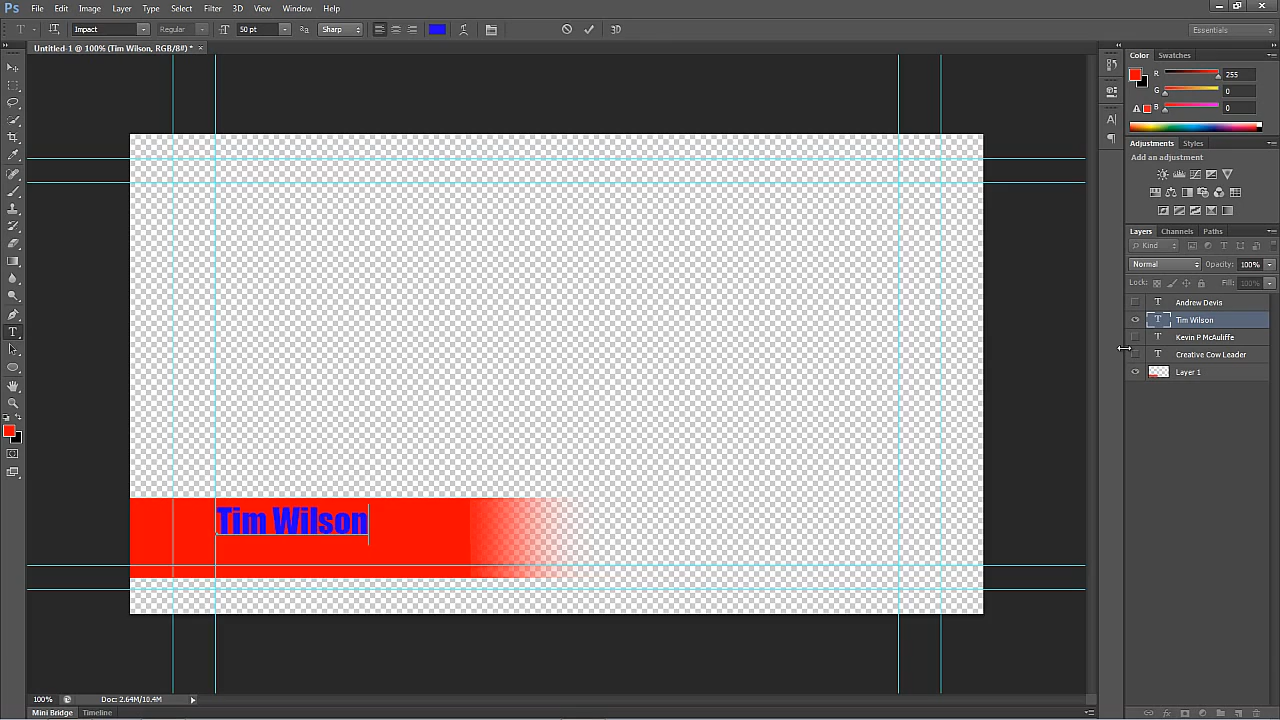 Ps File Edit Image Layer Type Select Filter 3D View Window Help
T Impact Regular 50 pt aa Sharp 3D Essentials
Untitled-1 @ 100% (Tim Wilson, RGB/8#) * ×
Color Swatches
R 255
G 0
B 0
Adjustments Styles
Add an adjustment
Layers Channels Paths
Kind
Normal Opacity: 100%
Lock: Fill: 100%
T Andrew Devis
T Tim Wilson
T Kevin P McAuliffe
T Creative Cow Leader
Layer 1
Tim Wilson
100% Doc: 2.64M/10.4M
Mini Bridge Timeline